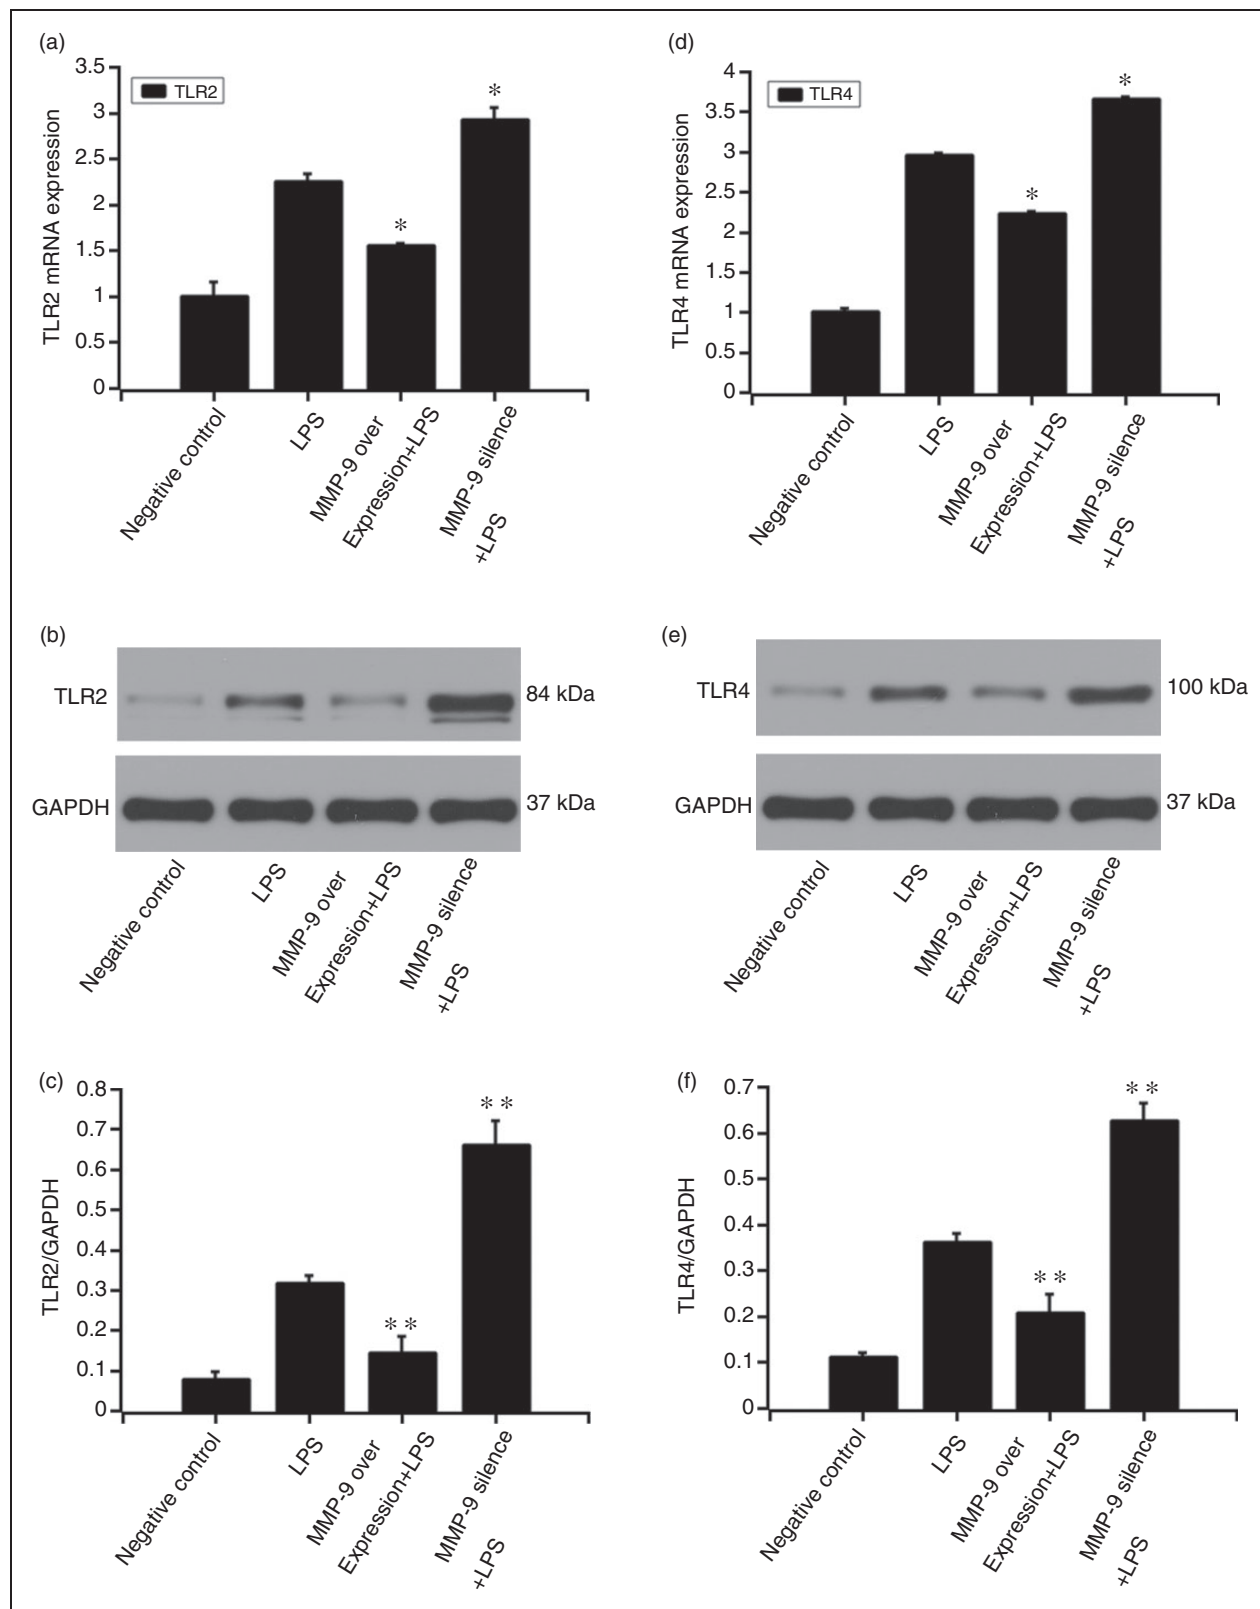 (a)
TLR2 mRNA expression
3.5
3
2.5
2
1.5
1
0.5
0
TLR2
*
*
Negative control
LPS
MMP-9 over
Expression+LPS
MMP-9 silence
+LPS
(d)
TLR4 mRNA expression
4
3.5
3
2.5
2
1.5
1
0.5
0
TLR4
*
*
Negative control
LPS
MMP-9 over
Expression+LPS
MMP-9 silence
+LPS
(b)
TLR2
84 kDa
GAPDH
37 kDa
Negative control
LPS
MMP-9 over
Expression+LPS
MMP-9 silence
+LPS
(e)
TLR4
100 kDa
GAPDH
37 kDa
Negative control
LPS
MMP-9 over
Expression+LPS
MMP-9 silence
+LPS
(c)
TLR2/GAPDH
0.8
0.7
0.6
0.5
0.4
0.3
0.2
0.1
0
**
**
Negative control
LPS
MMP-9 over
Expression+LPS
MMP-9 silence
+LPS
(f)
TLR4/GAPDH
0.7
0.6
0.5
0.4
0.3
0.2
0.1
0
**
**
Negative control
LPS
MMP-9 over
Expression+LPS
MMP-9 silence
+LPS